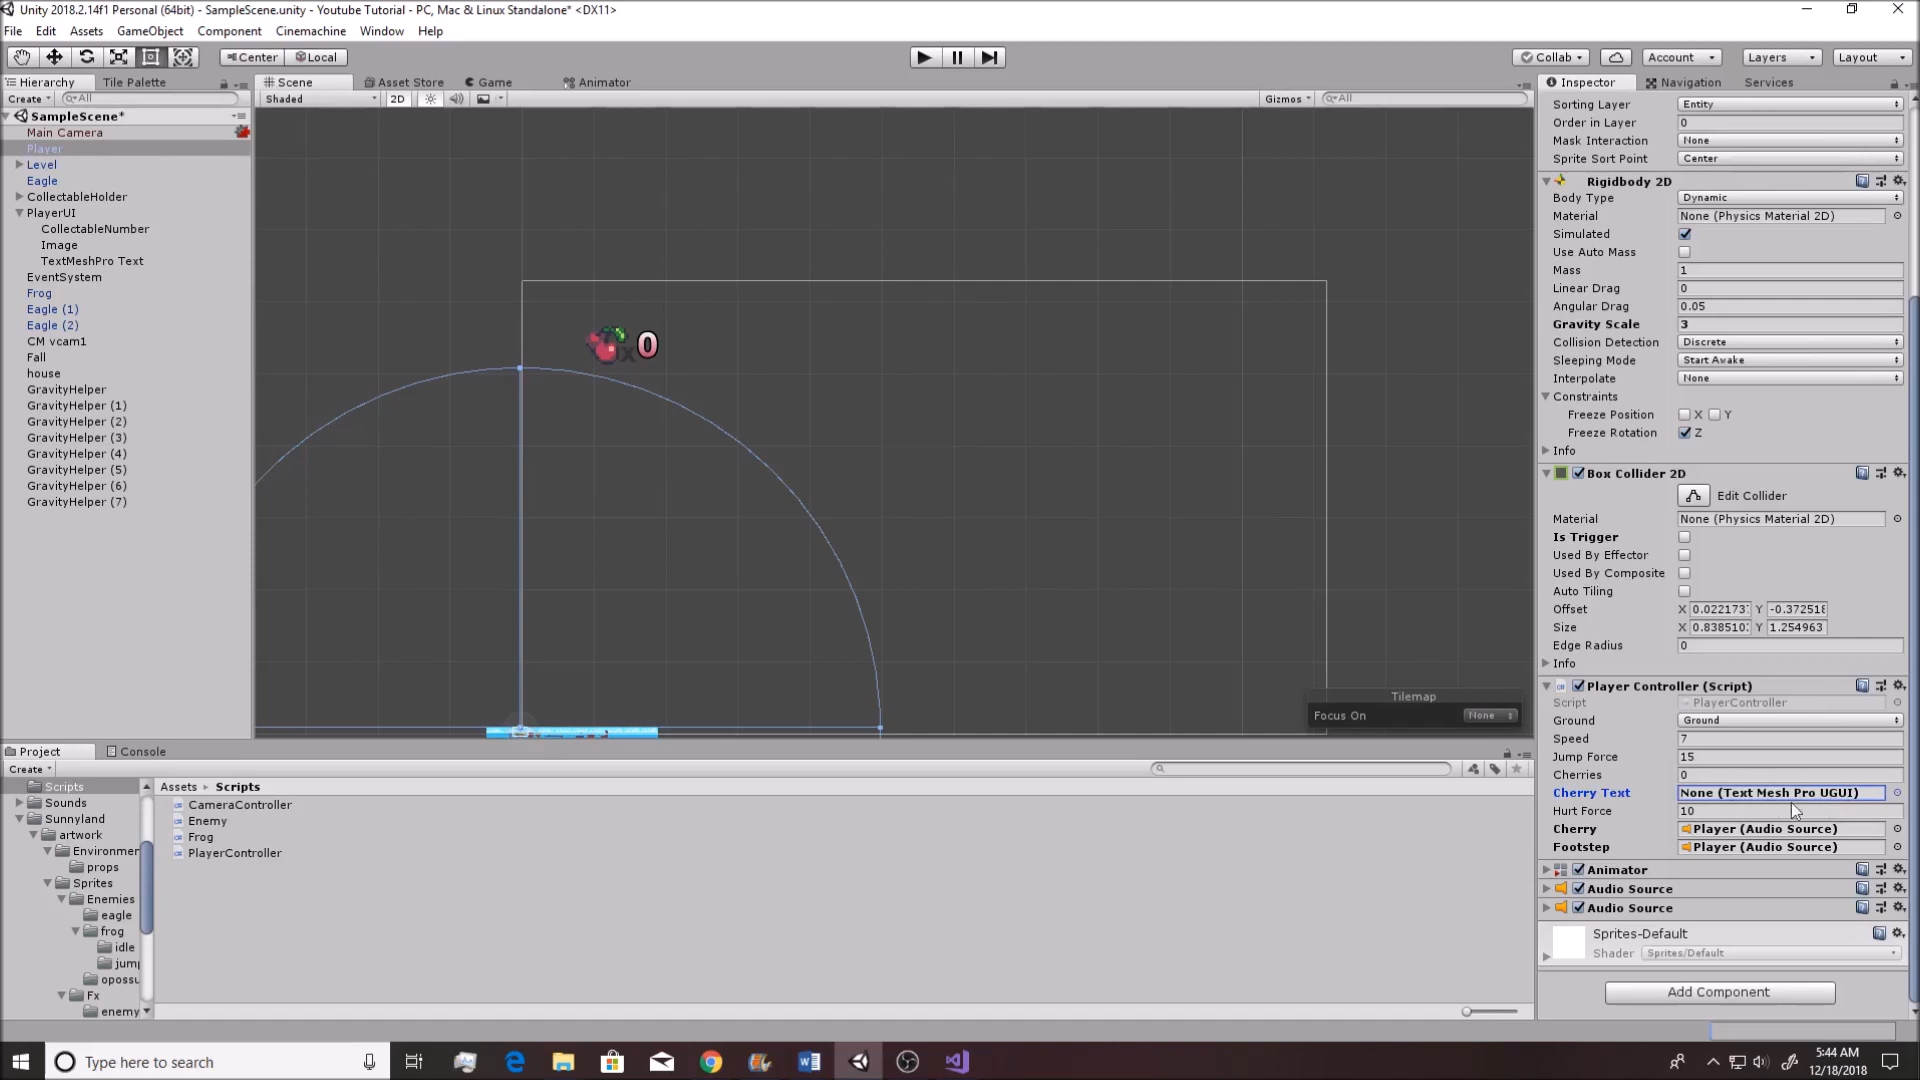 Unity 2018.2.14f1 Personal (64bit) - SampleScene.unity - Youtube Tutorial - PC, Mac & Linux Standalone* <DX11>
File Edit Assets GameObject Component Cinemachine Window Help
Center Local Collab Account Layers Layout
Hierarchy Tile Palette
Create All
SampleScene*
Main Camera
Player
Level
Eagle
CollectableHolder
PlayerUI
CollectableNumber
Image
TextMeshPro Text
EventSystem
Frog
Eagle (1)
Eagle (2)
CM vcam1
Fall
house
GravityHelper
GravityHelper (1)
GravityHelper (2)
GravityHelper (3)
GravityHelper (4)
GravityHelper (5)
GravityHelper (6)
GravityHelper (7)
Scene Asset Store Game Animator
Shaded 2D Gizmos All
x 0
Tilemap
Focus On None
Inspector Navigation Services
Sorting Layer Entity
Order in Layer 0
Mask Interaction None
Sprite Sort Point Center
Rigidbody 2D
Body Type Dynamic
Material None (Physics Material 2D)
Simulated
Use Auto Mass
Mass 1
Linear Drag 0
Angular Drag 0.05
Gravity Scale 3
Collision Detection Discrete
Sleeping Mode Start Awake
Interpolate None
Constraints
Freeze Position X Y
Freeze Rotation Z
Info
Box Collider 2D
Edit Collider
Material None (Physics Material 2D)
Is Trigger
Used By Effector
Used By Composite
Auto Tiling
Offset X 0.022173 Y -0.372518
Size X 0.838510 Y 1.254963
Edge Radius 0
Info
Player Controller (Script)
Script PlayerController
Ground Ground
Speed 7
Jump Force 15
Cherries 0
Cherry Text None (Text Mesh Pro UGUI)
Hurt Force 10
Cherry Player (Audio Source)
Footstep Player (Audio Source)
Animator
Audio Source
Audio Source
Sprites-Default
Shader Sprites/Default
Add Component
Project Console
Create
Scripts
Sounds
Sunnyland
artwork
Environmer
props
Sprites
Enemies
eagle
frog
idle
jump
opossu
Fx
enemy
Assets Scripts
CameraController
Enemy
Frog
PlayerController
Type here to search
5:44 AM
12/18/2018